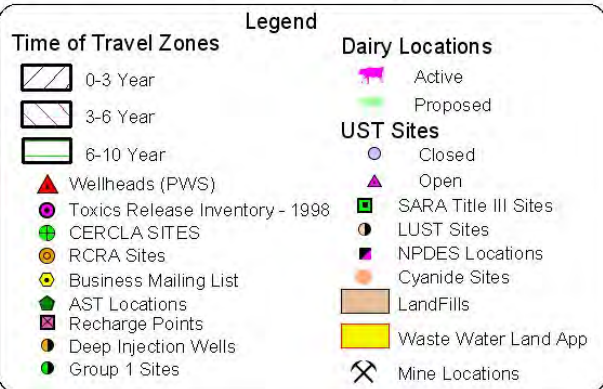 Legend
Time of Travel Zones
0-3 Year
3-6 Year
6-10 Year
Wellheads (PWS)
Toxics Release Inventory - 1998
CERCLA SITES
RCRA Sites
Business Mailing List
AST Locations
Recharge Points
Deep Injection Wells
Group 1 Sites
Dairy Locations
Active
Proposed
UST Sites
Closed
Open
SARA Title III Sites
LUST Sites
NPDES Locations
Cyanide Sites
LandFills
Waste Water Land App
Mine Locations